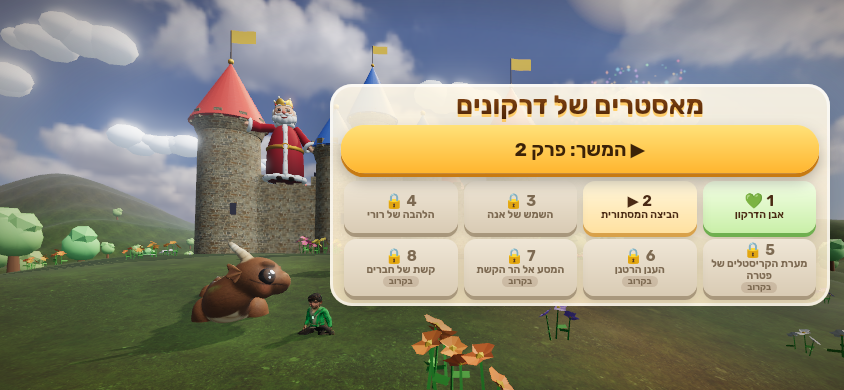 מאסטרים של דרקונים
▶ המשך: פרק 2
1 💚
אבן הדרקון
2 ▶
הביצה המסתורית
3 🔒
השמש של אנה
4 🔒
הלהבה של רורי
5 🔒
מערת הקריסטלים של
פטרה
בקרוב
6 🔒
הענן הרטנן
בקרוב
7 🔒
המסע אל הר הקשת
בקרוב
8 🔒
קשת של חברים
בקרוב